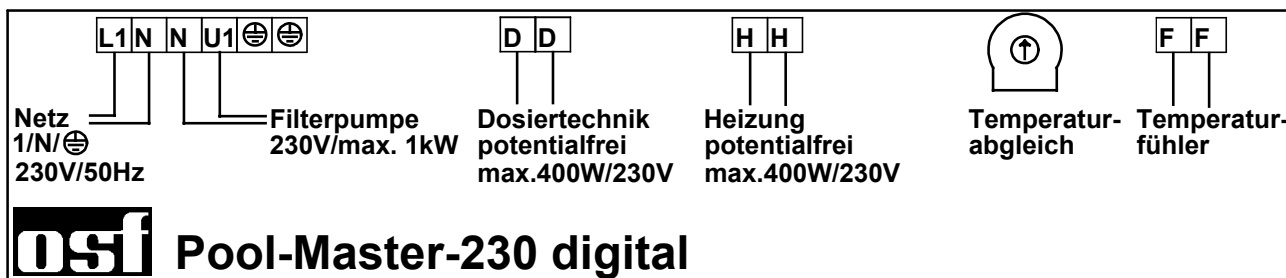 L1 N N U1
D D
H H
F F
Netz
1/N/
230V/50Hz
Filterpumpe
230V/max. 1kW
Dosiertechnik
potentialfrei
max.400W/230V
Heizung
potentialfrei
max.400W/230V
Temperatur-
abgleich
Temperatur-
fühler
osf Pool-Master-230 digital